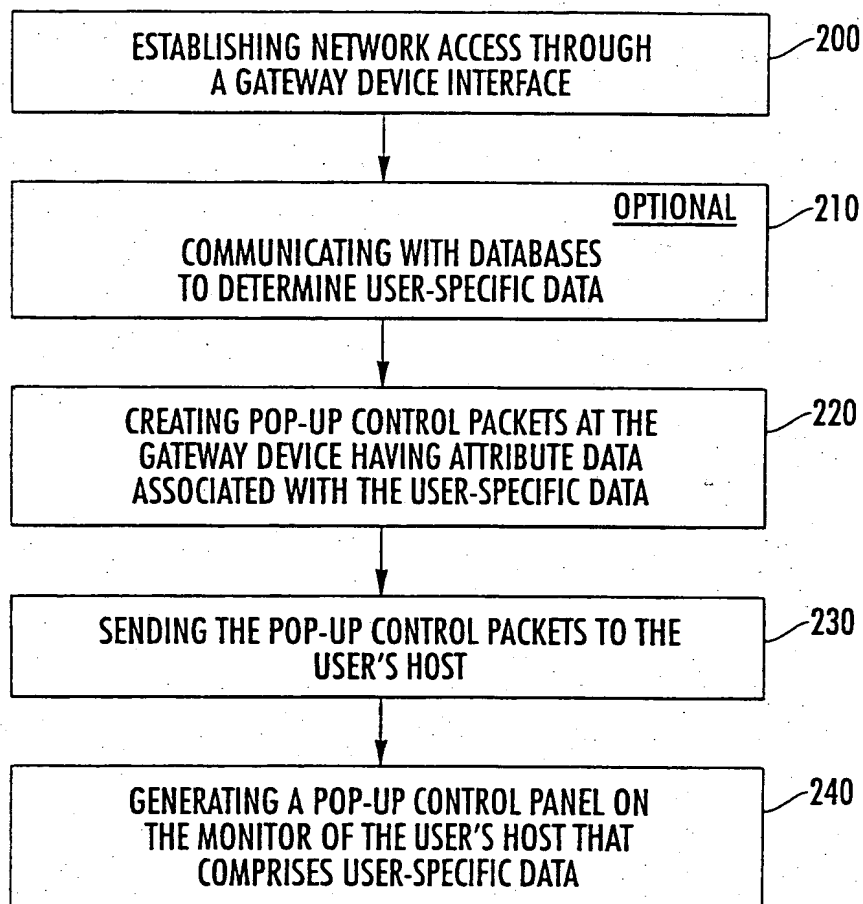 ESTABLISHING NETWORK ACCESS THROUGH
A GATEWAY DEVICE INTERFACE
200
OPTIONAL
210
COMMUNICATING WITH DATABASES
TO DETERMINE USER-SPECIFIC DATA
CREATING POP-UP CONTROL PACKETS AT THE
GATEWAY DEVICE HAVING ATTRIBUTE DATA
ASSOCIATED WITH THE USER-SPECIFIC DATA
220
SENDING THE POP-UP CONTROL PACKETS TO THE
USER'S HOST
230
GENERATING A POP-UP CONTROL PANEL ON
THE MONITOR OF THE USER'S HOST THAT
COMPRISES USER-SPECIFIC DATA
240